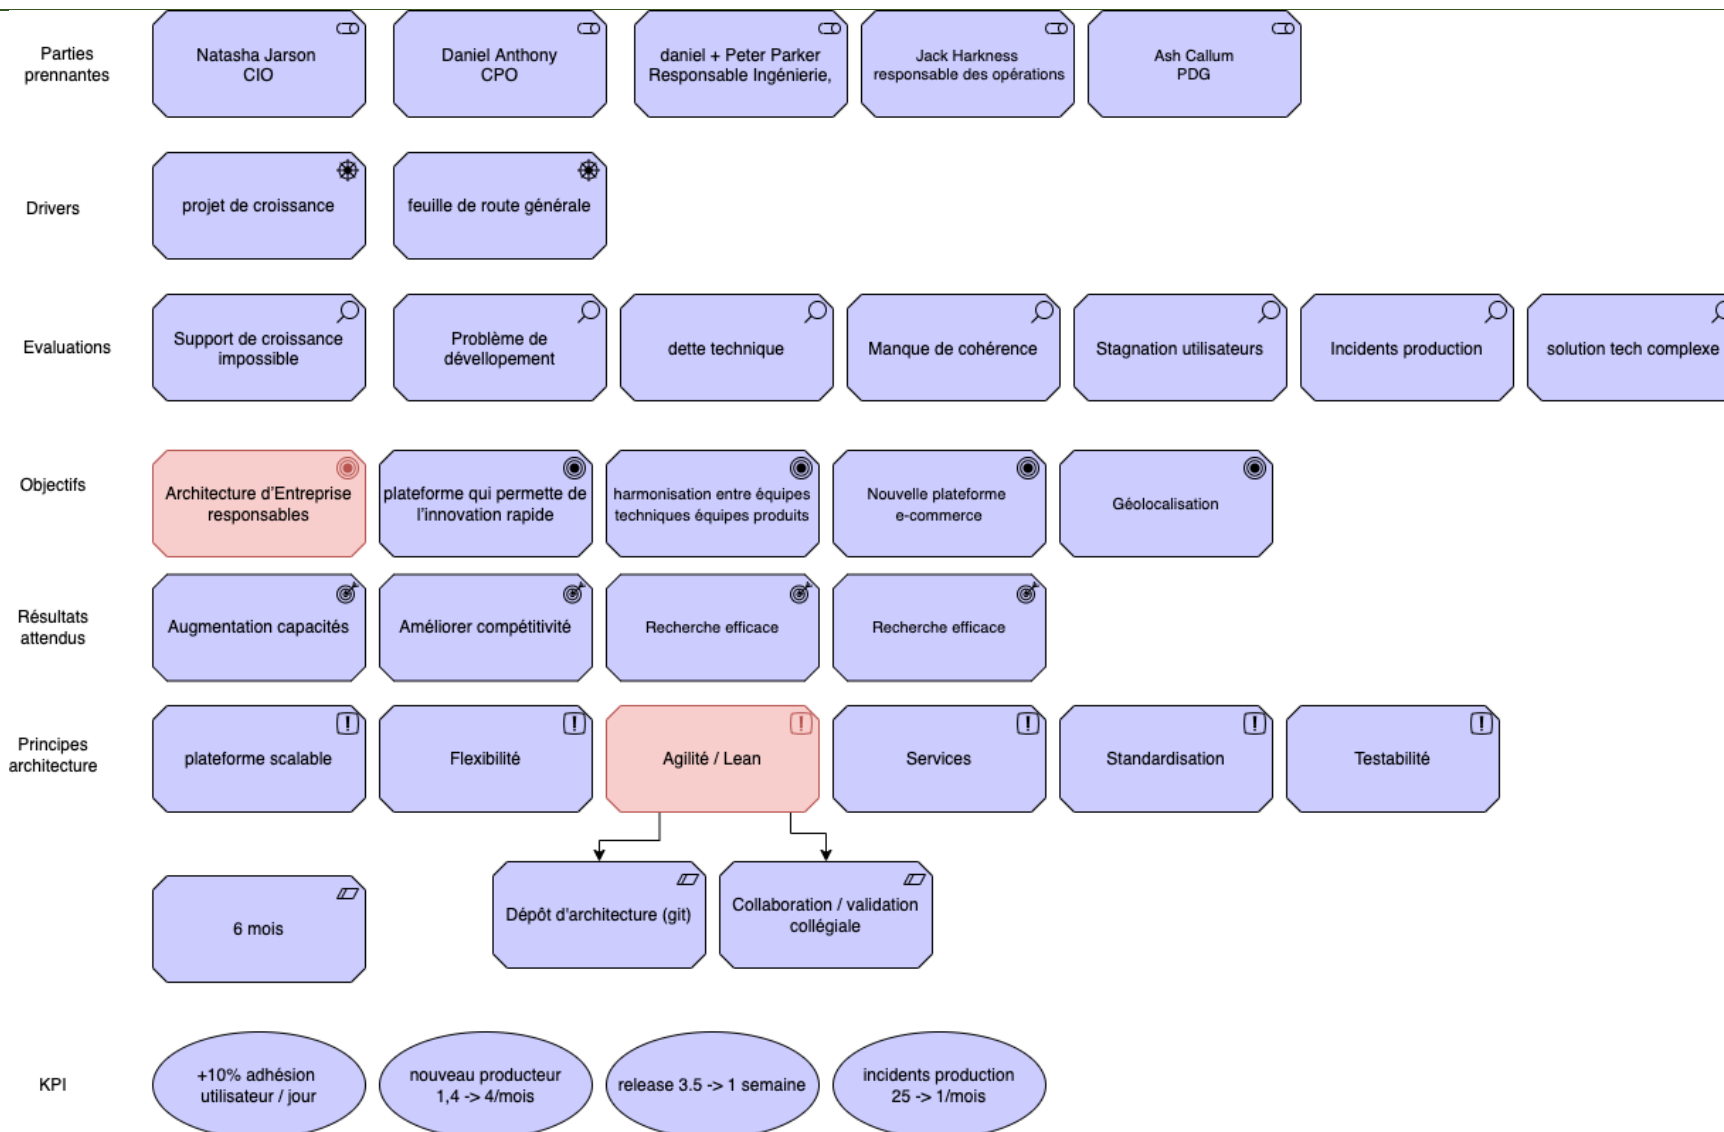 Parties
prennantes
Natasha Jarson
CIO
Daniel Anthony
CPO
daniel + Peter Parker
Responsable Ingénierie,
Jack Harkness
responsable des opérations
Ash Callum
PDG
Drivers
projet de croissance
feuille de route générale
Evaluations
Support de croissance
impossible
Problème de
dévellopement
dette technique
Manque de cohérence
Stagnation utilisateurs
Incidents production
solution tech complexe
Objectifs
Architecture d'Entreprise
responsables
plateforme qui permette de
l'innovation rapide
harmonisation entre équipes
techniques équipes produits
Nouvelle plateforme
e-commerce
Géolocalisation
Résultats
attendus
Augmentation capacités
Améliorer compétitivité
Recherche efficace
Recherche efficace
Principes
architecture
plateforme scalable
Flexibilité
Agilité / Lean
Services
Standardisation
Testabilité
6 mois
Dépôt d'architecture (git)
Collaboration / validation
collégiale
KPI
+10% adhésion
utilisateur / jour
nouveau producteur
1,4 -> 4/mois
release 3.5 -> 1 semaine
incidents production
25 -> 1/mois